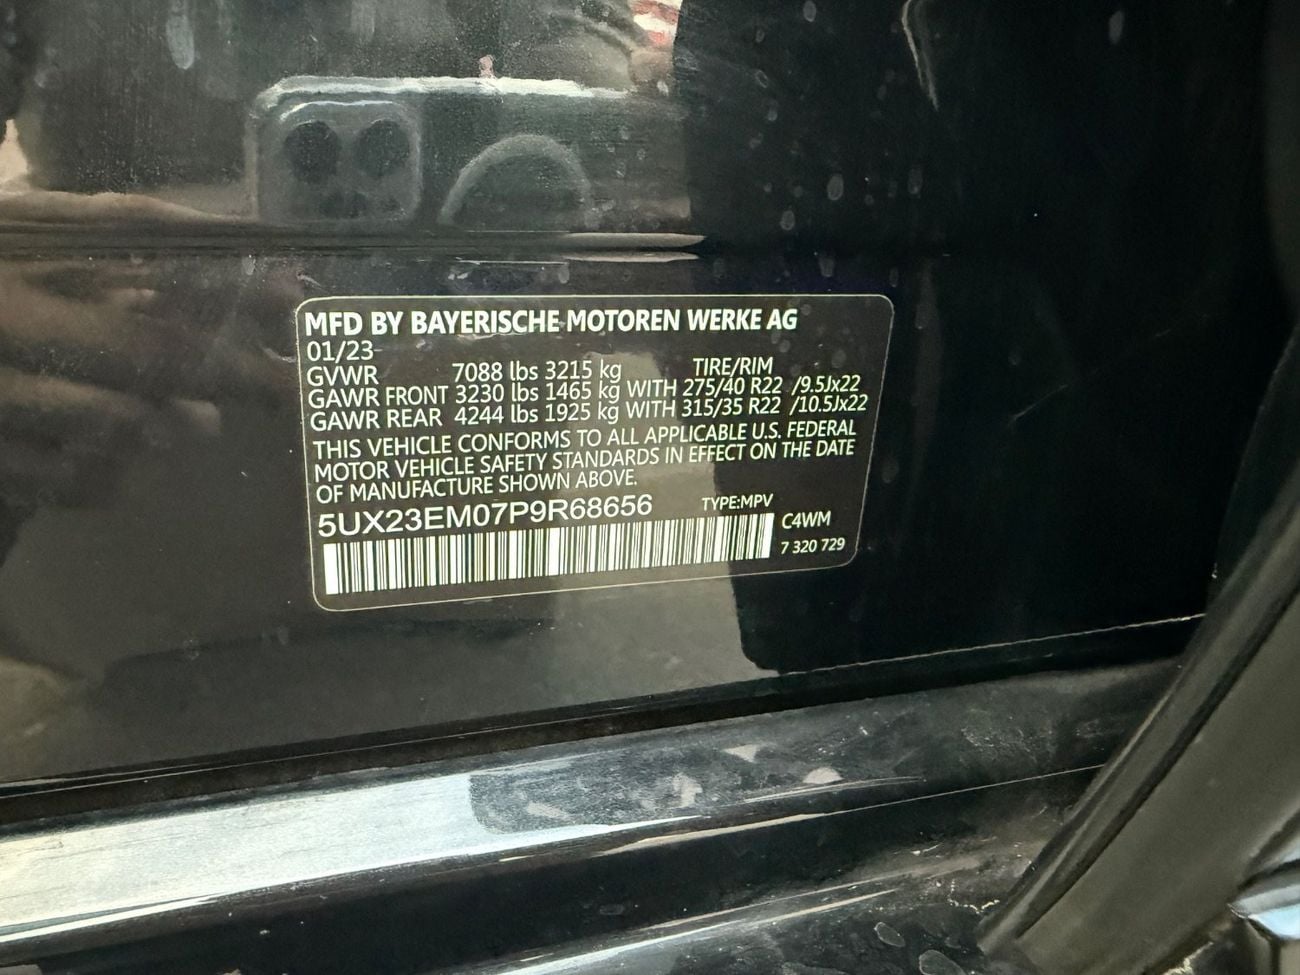 MFD BY BAYERISCHE MOTOREN WERKE AG
01/23
GVWR 7088 lbs 3215 kg TIRE/RIM
GAWR FRONT 3230 lbs 1465 kg WITH 275/40 R22 /9.5Jx22
GAWR REAR 4244 lbs 1925 kg WITH 315/35 R22 /10.5Jx22
THIS VEHICLE CONFORMS TO ALL APPLICABLE U.S. FEDERAL
MOTOR VEHICLE SAFETY STANDARDS IN EFFECT ON THE DATE
OF MANUFACTURE SHOWN ABOVE.
5UX23EM07P9R68656 TYPE:MPV
C4WM
7 320 729